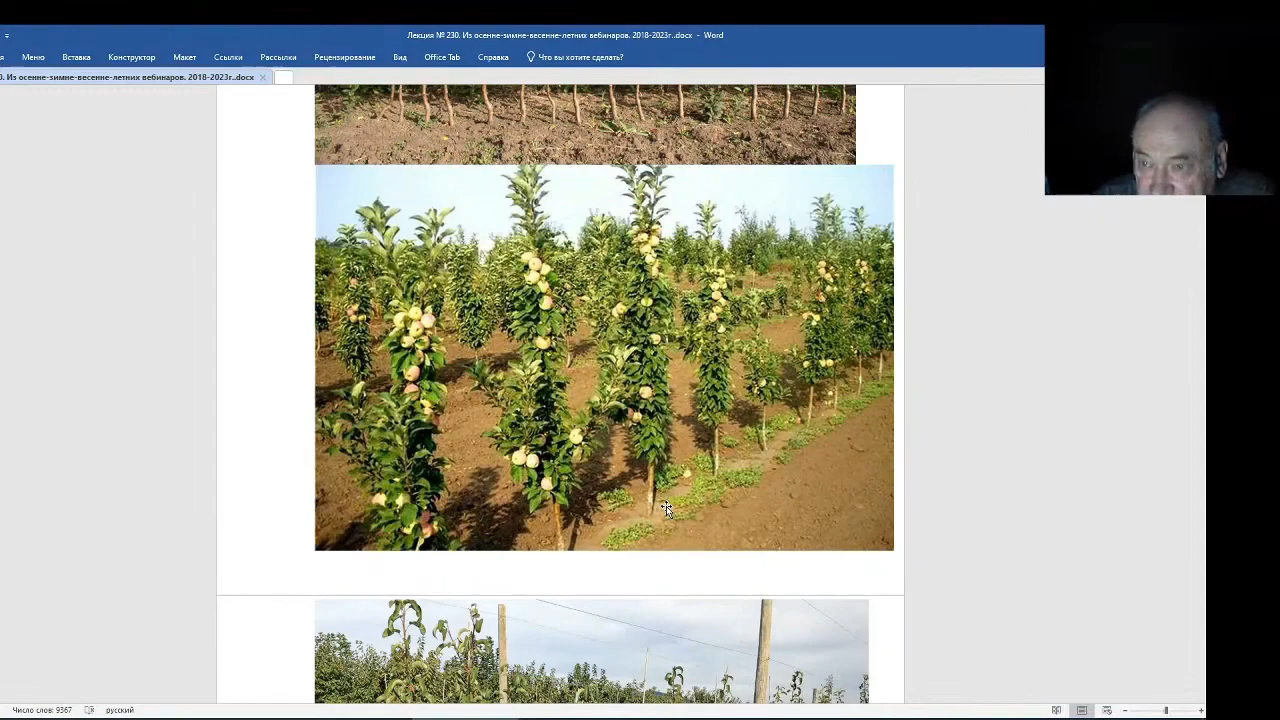 Лекция № 230. Из осенне-зимне-весенне-летних вебинаров. 2018-2023г..docx - Word
Меню Вставка Конструктор Макет Ссылки Рассылки Рецензирование Вид Office Tab Справка Что вы хотите сделать?
0. Из осенне-зимне-весенне-летних вебинаров. 2018-2023г..docx
Число слов: 9367 русский